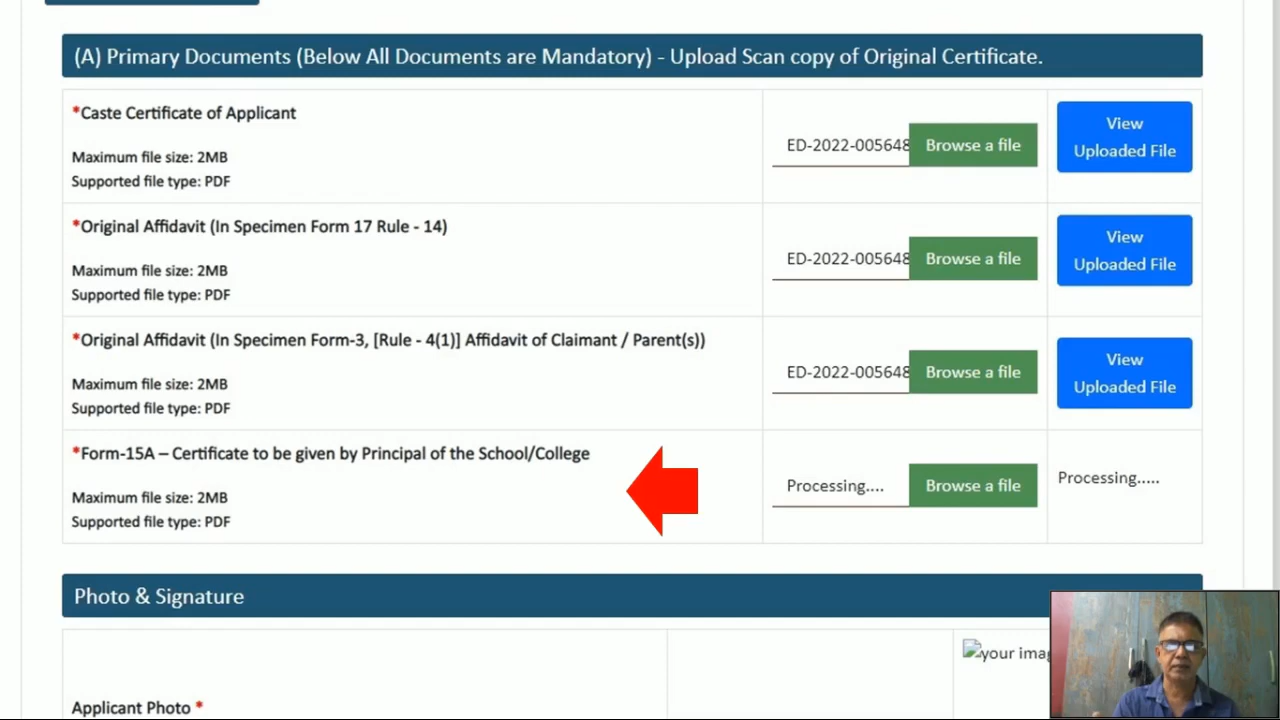 (A) Primary Documents (Below All Documents are Mandatory) - Upload Scan copy of Original Certificate.
*Caste Certificate of Applicant
Maximum file size: 2MB
Supported file type: PDF
ED-2022-005648
Browse a file
View
Uploaded File
*Original Affidavit (In Specimen Form 17 Rule - 14)
Maximum file size: 2MB
Supported file type: PDF
ED-2022-005648
Browse a file
View
Uploaded File
*Original Affidavit (In Specimen Form-3, [Rule - 4(1)] Affidavit of Claimant / Parent(s))
Maximum file size: 2MB
Supported file type: PDF
ED-2022-005648
Browse a file
View
Uploaded File
*Form-15A – Certificate to be given by Principal of the School/College
Maximum file size: 2MB
Supported file type: PDF
Processing....
Browse a file
Processing.....
Photo & Signature
your imag
Applicant Photo *